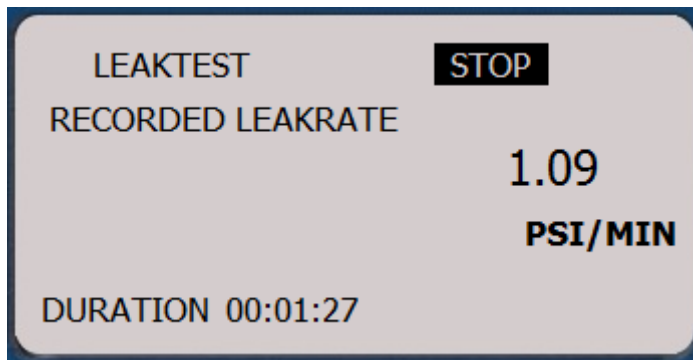 LEAKTEST STOP
RECORDED LEAKRATE
1.09
PSI/MIN
DURATION 00:01:27